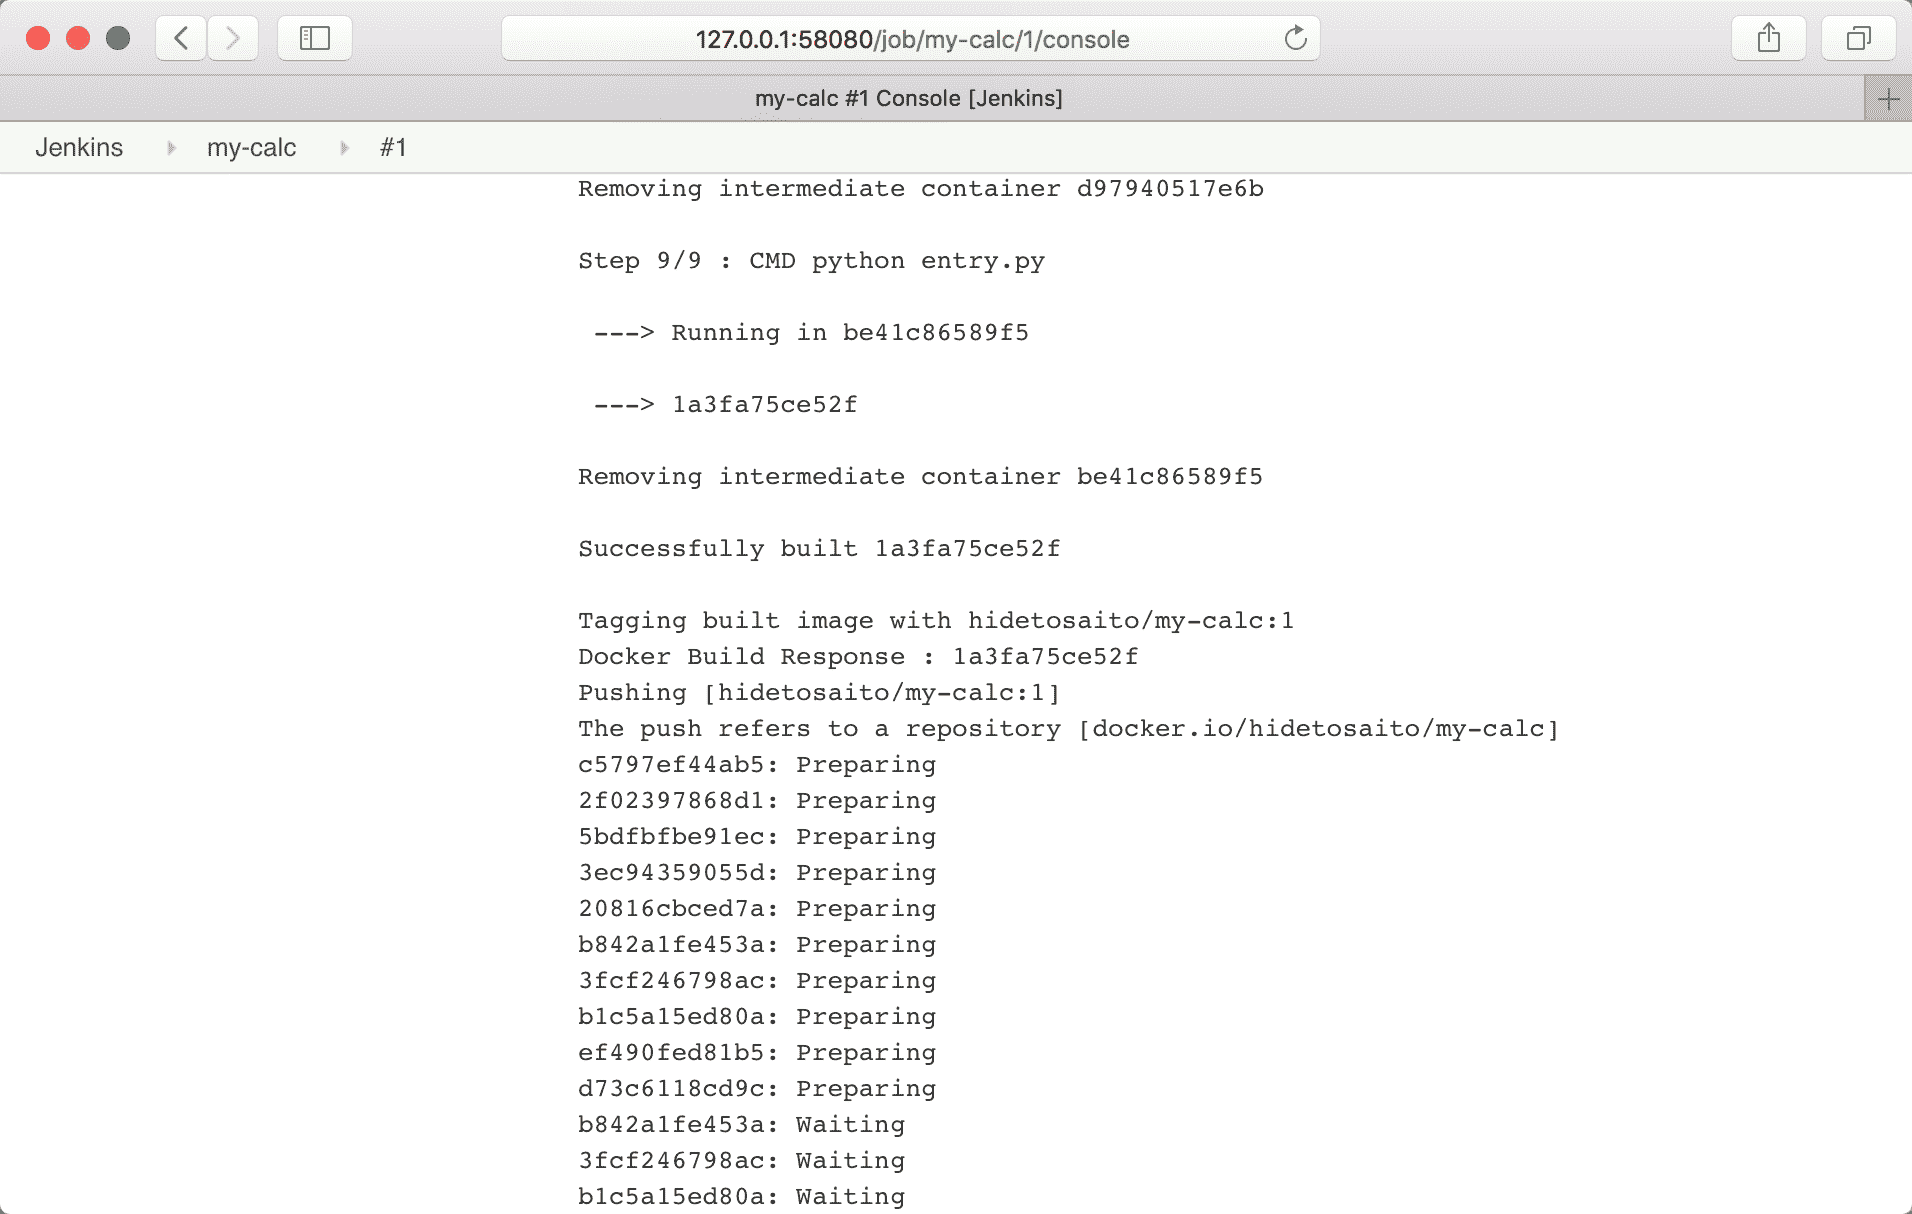 127.0.0.1:58080/job/my-calc/1/console
my-calc #1 Console [Jenkins]
Jenkins my-calc #1
Removing intermediate container d97940517e6b
Step 9/9 : CMD python entry.py
---> Running in be41c86589f5
---> 1a3fa75ce52f
Removing intermediate container be41c86589f5
Successfully built 1a3fa75ce52f
Tagging built image with hidetosaito/my-calc:1
Docker Build Response : 1a3fa75ce52f
Pushing [hidetosaito/my-calc:1]
The push refers to a repository [docker.io/hidetosaito/my-calc]
c5797ef44ab5: Preparing
2f02397868d1: Preparing
5bdfbfbe91ec: Preparing
3ec94359055d: Preparing
20816cbced7a: Preparing
b842a1fe453a: Preparing
3fcf246798ac: Preparing
b1c5a15ed80a: Preparing
ef490fed81b5: Preparing
d73c6118cd9c: Preparing
b842a1fe453a: Waiting
3fcf246798ac: Waiting
b1c5a15ed80a: Waiting